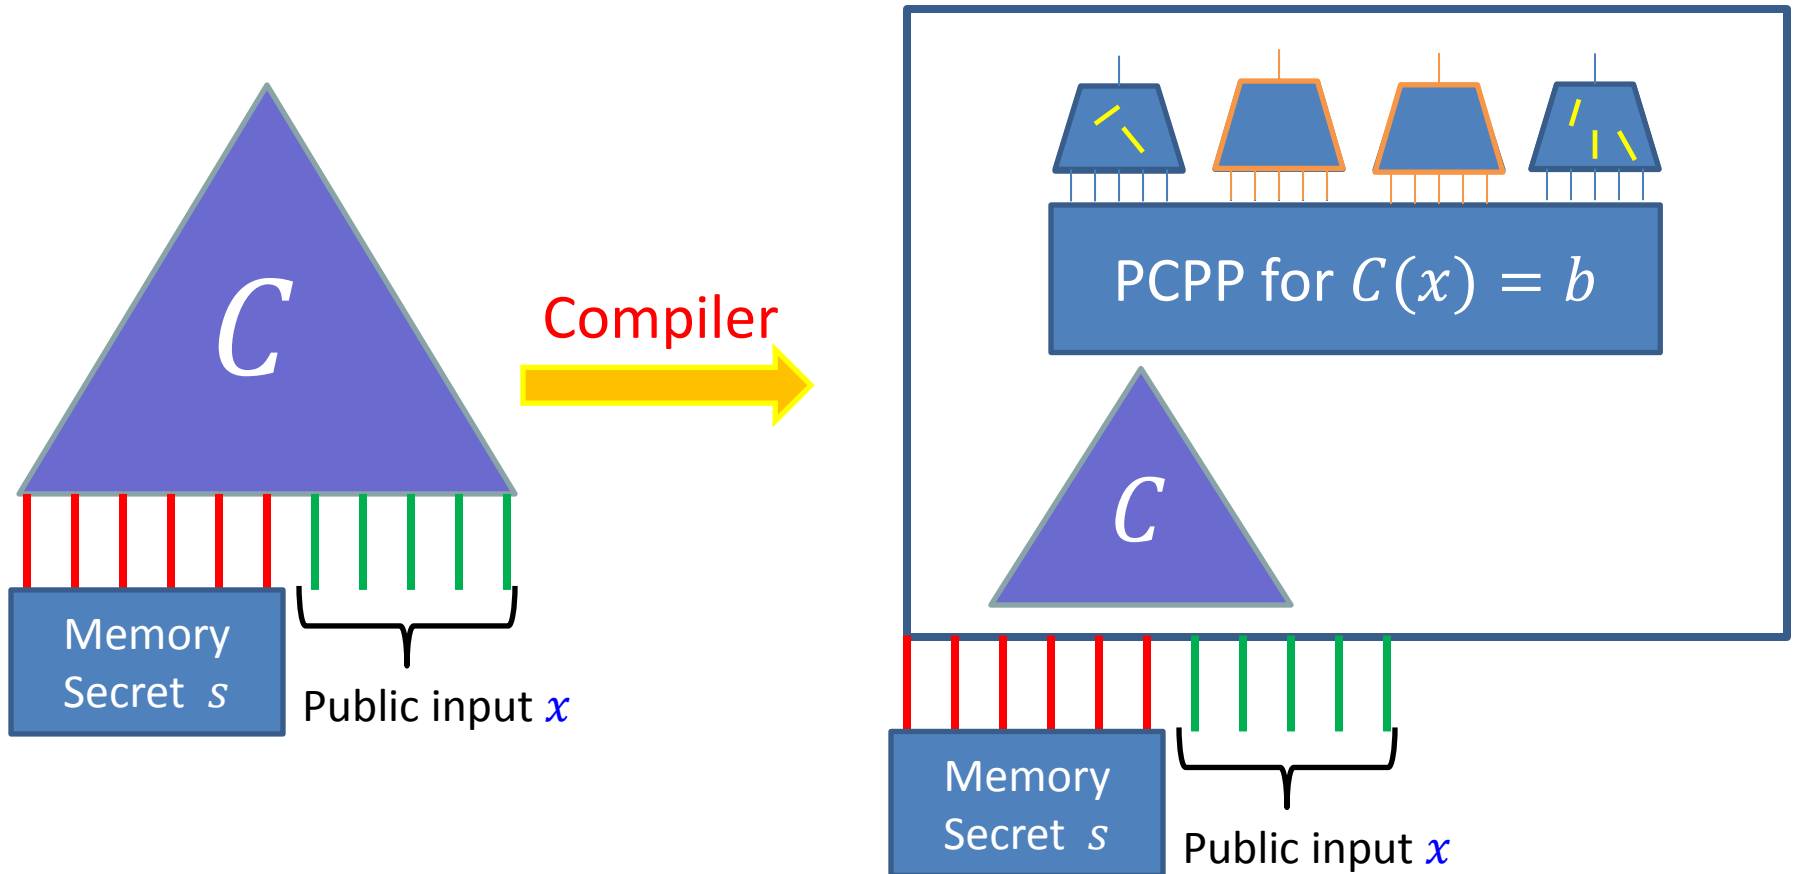 C
Compiler
Memory
Secret s
Public input x
PCPP for C(x) = b
C
Memory
Secret s
Public input x